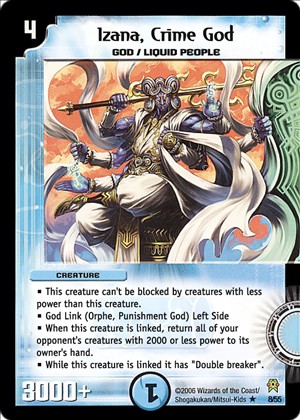 4
Izana, Crime God
GOD / LIQUID PEOPLE
CREATURE
▪ This creature can't be blocked by creatures with less
power than this creature.
▪ God Link (Orphe, Punishment God) Left Side
▪ When this creature is linked, return all of your
opponent's creatures with 2000 or less power to its
owner's hand.
▪ While this creature is linked it has "Double breaker".
3000+
1
©2006 Wizards of the Coast/
Shogakukan/Mitsui-Kids ★ 8/55